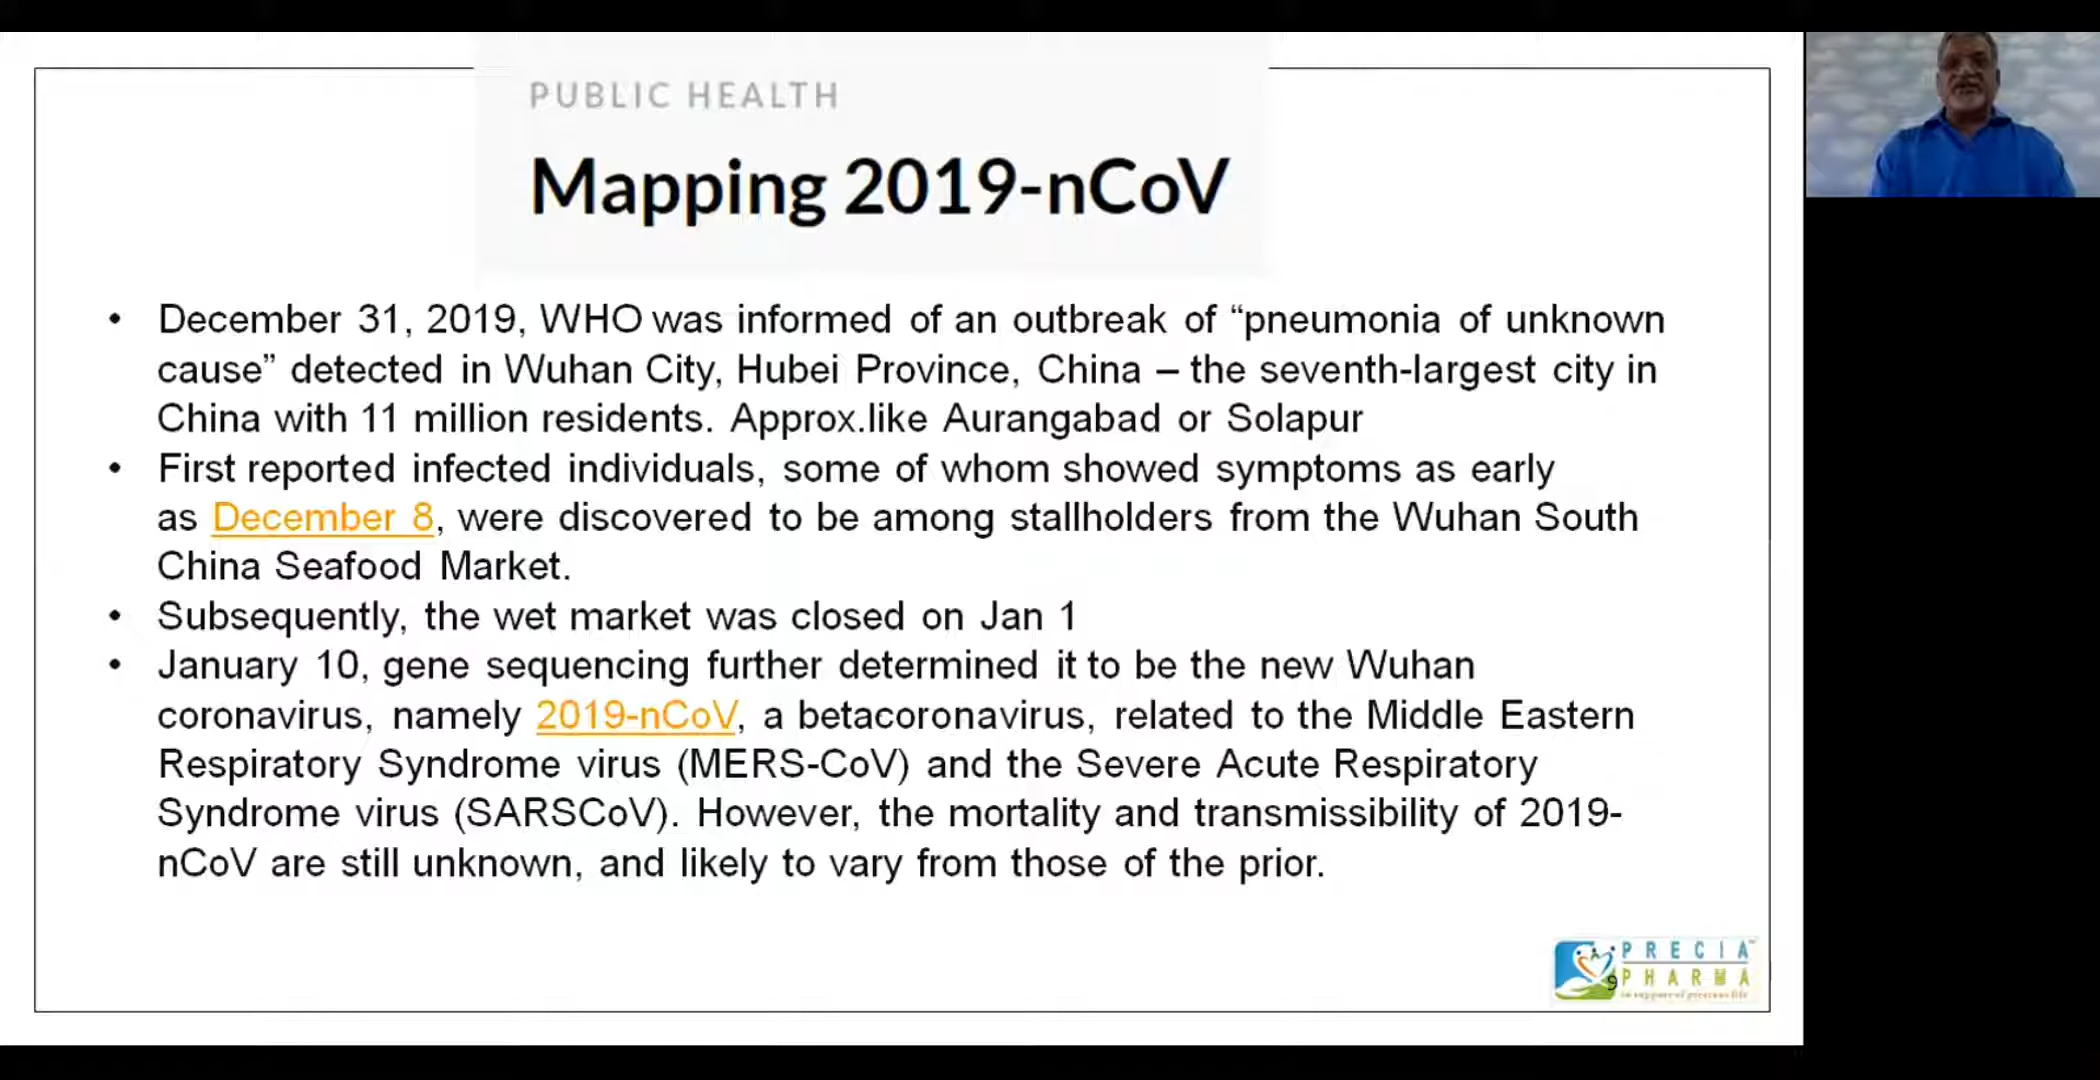 PUBLIC HEALTH
Mapping 2019-nCoV
• December 31, 2019, WHO was informed of an outbreak of “pneumonia of unknown
cause” detected in Wuhan City, Hubei Province, China – the seventh-largest city in
China with 11 million residents. Approx.like Aurangabad or Solapur
• First reported infected individuals, some of whom showed symptoms as early
as December 8, were discovered to be among stallholders from the Wuhan South
China Seafood Market.
• Subsequently, the wet market was closed on Jan 1
• January 10, gene sequencing further determined it to be the new Wuhan
coronavirus, namely 2019-nCoV, a betacoronavirus, related to the Middle Eastern
Respiratory Syndrome virus (MERS-CoV) and the Severe Acute Respiratory
Syndrome virus (SARSCoV). However, the mortality and transmissibility of 2019-
nCoV are still unknown, and likely to vary from those of the prior.
PRECIA™
9 PHARMA
in support of precious life